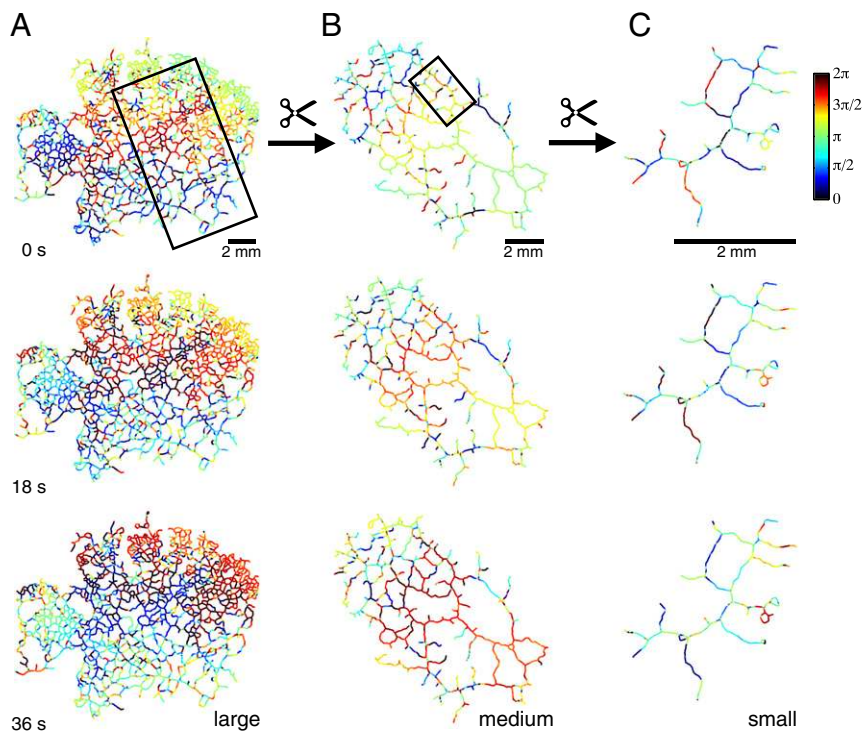 A
B
C
2π
3π/2
π
π/2
0
0 s
2 mm
2 mm
2 mm
18 s
36 s
large
medium
small